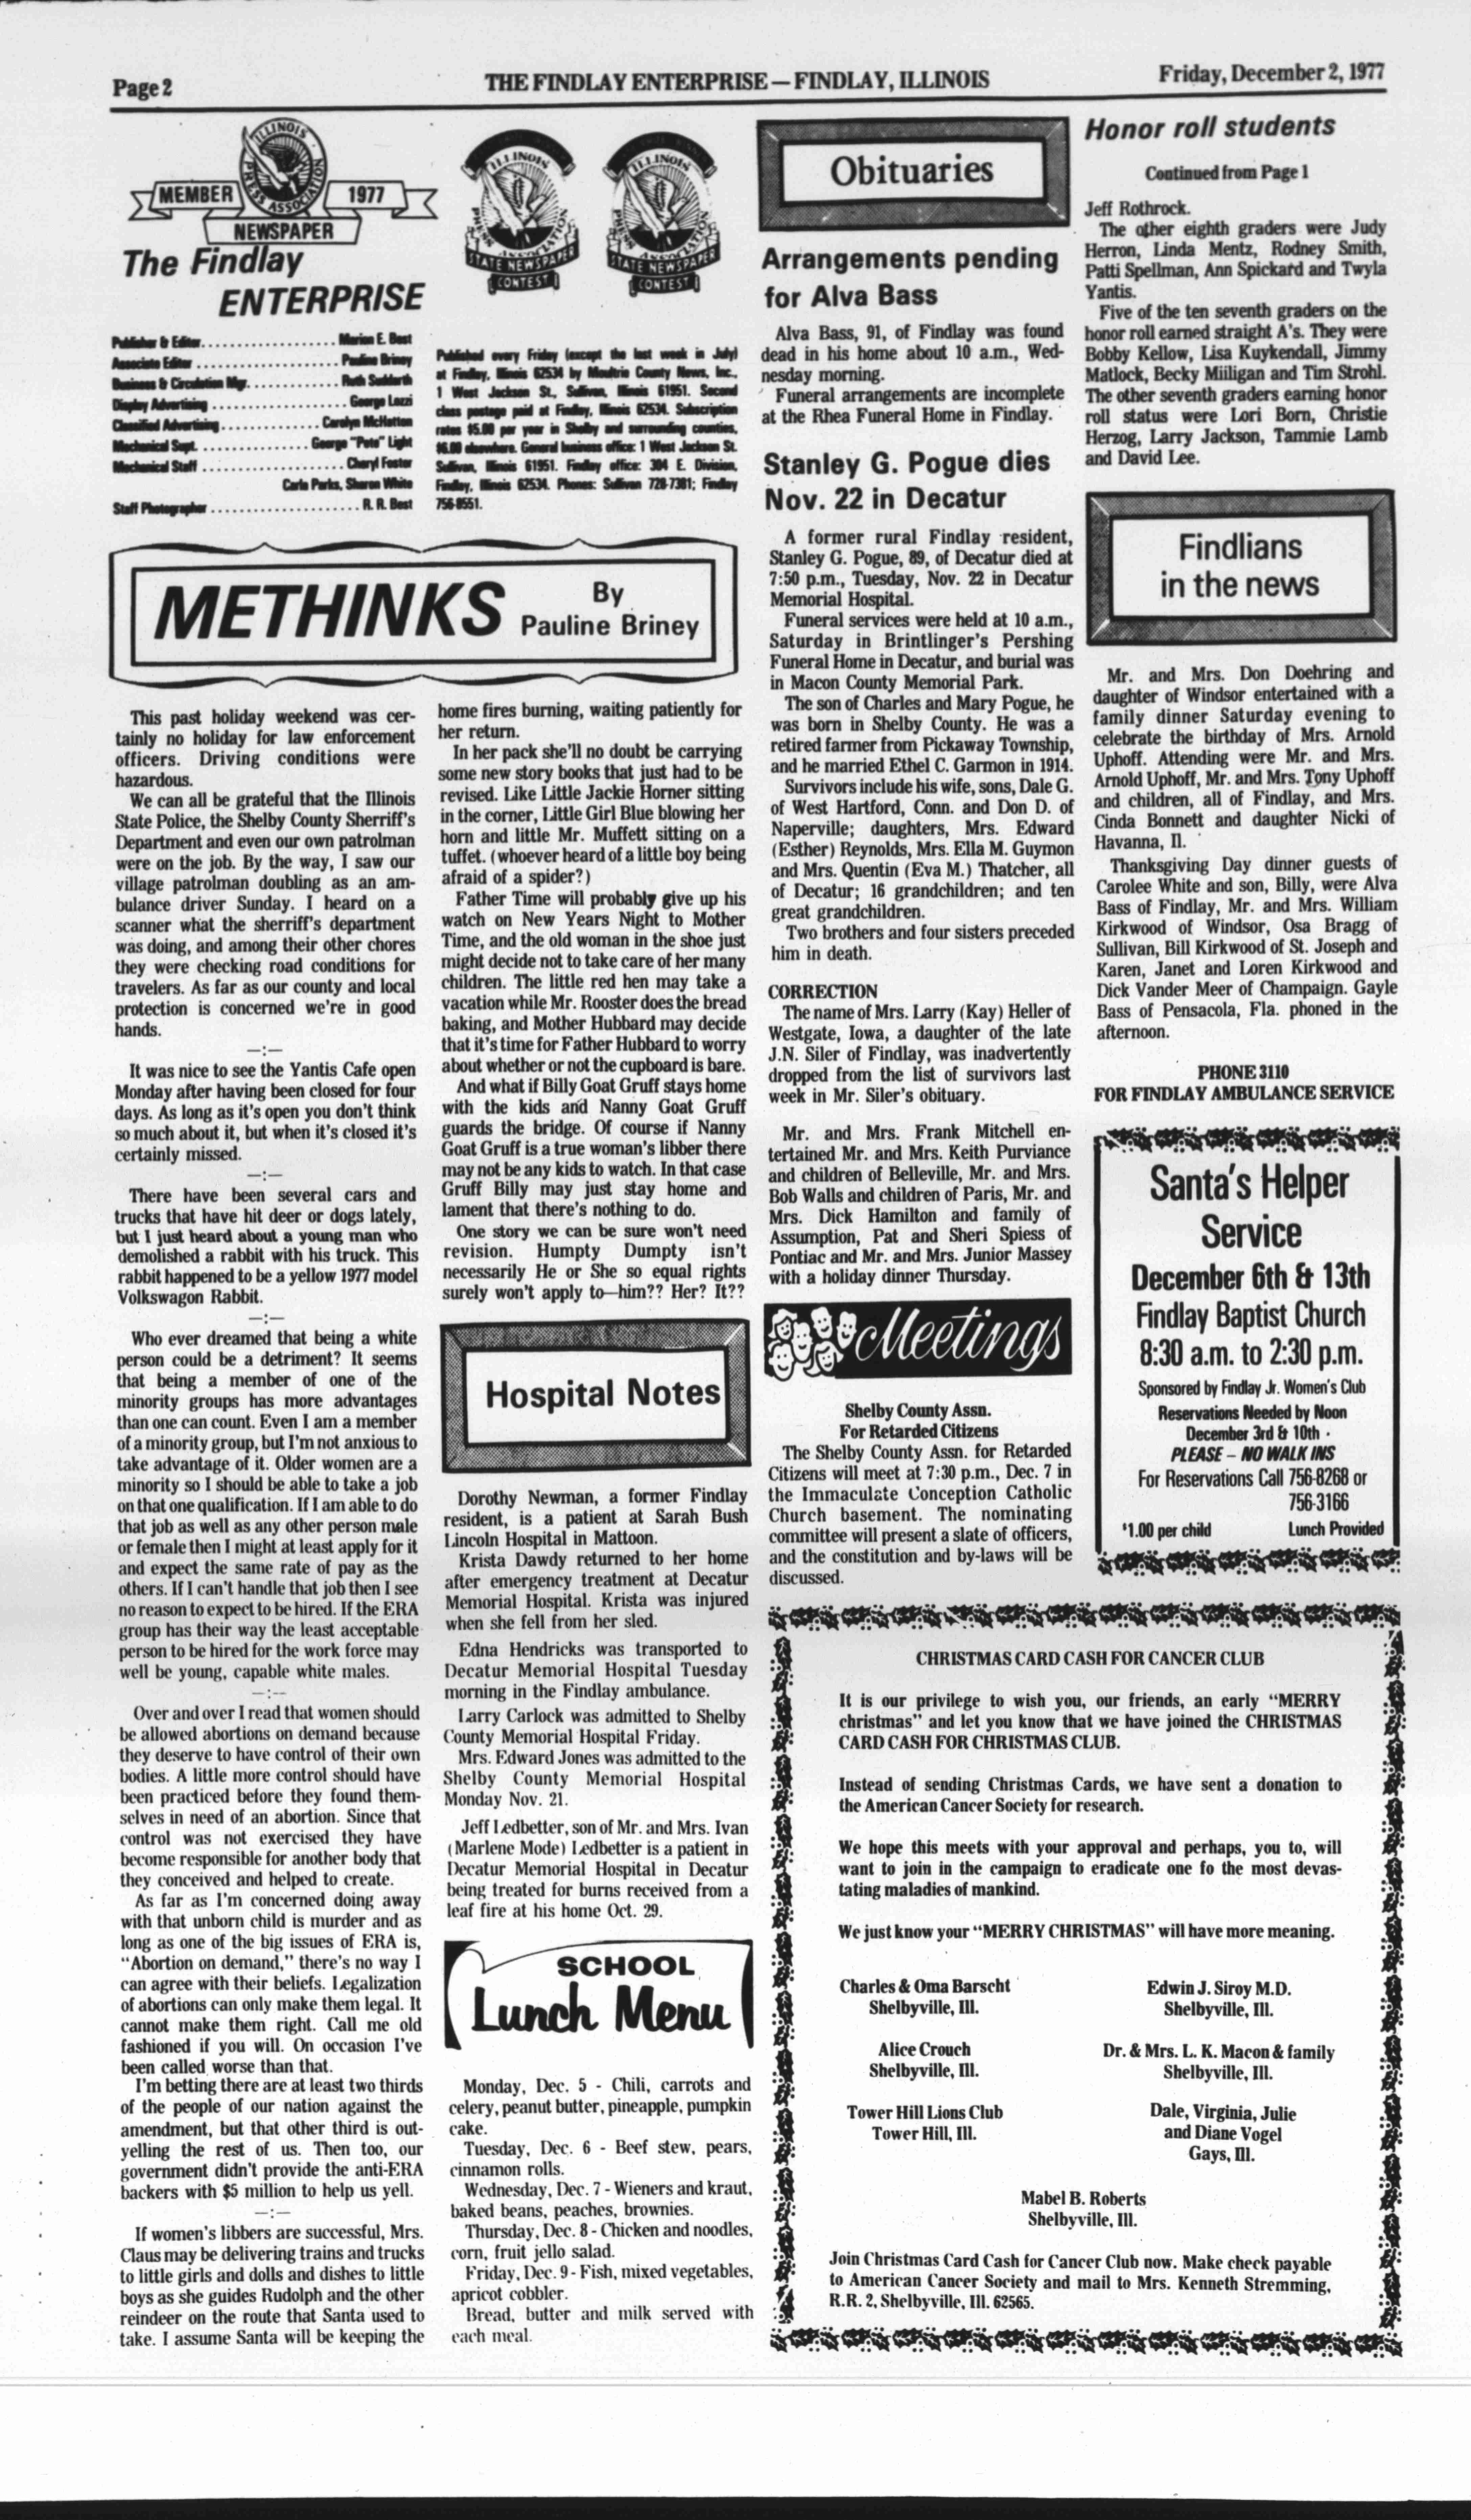 Page 2
THE FINDLAY ENTERPRISE — FINDLAY, ILLINOIS
Friday, December 2, 1977
ILLINOIS
PRESS ASSOCIATION
MEMBER
1977
NEWSPAPER
The Findlay
ENTERPRISE
Publisher & Editor. . . . . . . . . . . . . . . . . . Marion E. Best
Associate Editor . . . . . . . . . . . . . . . . . . . Pauline Briney
Business & Circulation Mgr. . . . . . . . . . . . Ruth Suddarth
Display Advertising . . . . . . . . . . . . . . . . . . George Lozzi
Classified Advertising . . . . . . . . . . . . . Carolyn McHatton
Mechanical Supt. . . . . . . . . . . . . . . George "Pete" Light
Mechanical Staff . . . . . . . . . . . . . . . . . . . Cheryl Foster
Carla Parks, Sharon White
Staff Photographer . . . . . . . . . . . . . . . . . . . . R. R. Best
ILLINOIS
PRESS ASSOCIATION
STATE NEWSPAPER
CONTEST
ILLINOIS
PRESS ASSOCIATION
STATE NEWSPAPER
CONTEST
Published every Friday (except the last week in July)
at Findlay, Illinois 62534 by Moultrie County News, Inc.,
1 West Jackson St., Sullivan, Illinois 61951. Second
class postage paid at Findlay, Illinois 62534. Subscription
rates $5.00 per year in Shelby and surrounding counties,
$6.00 elsewhere. General business office: 1 West Jackson St.
Sullivan, Illinois 61951. Findlay office: 304 E. Division,
Findlay, Illinois 62534. Phones: Sullivan 728-7381; Findlay
756-8551.
METHINKS
By
Pauline Briney
This past holiday weekend was cer-
tainly no holiday for law enforcement
officers. Driving conditions were
hazardous.
We can all be grateful that the Illinois
State Police, the Shelby County Sherriff's
Department and even our own patrolman
were on the job. By the way, I saw our
village patrolman doubling as an am-
bulance driver Sunday. I heard on a
scanner what the sherriff's department
was doing, and among their other chores
they were checking road conditions for
travelers. As far as our county and local
protection is concerned we're in good
hands.
—:—
It was nice to see the Yantis Cafe open
Monday after having been closed for four
days. As long as it's open you don't think
so much about it, but when it's closed it's
certainly missed.
—:—
There have been several cars and
trucks that have hit deer or dogs lately,
but I just heard about a young man who
demolished a rabbit with his truck. This
rabbit happened to be a yellow 1977 model
Volkswagon Rabbit.
—:—
Who ever dreamed that being a white
person could be a detriment? It seems
that being a member of one of the
minority groups has more advantages
than one can count. Even I am a member
of a minority group, but I'm not anxious to
take advantage of it. Older women are a
minority so I should be able to take a job
on that one qualification. If I am able to do
that job as well as any other person male
or female then I might at least apply for it
and expect the same rate of pay as the
others. If I can't handle that job then I see
no reason to expect to be hired. If the ERA
group has their way the least acceptable
person to be hired for the work force may
well be young, capable white males.
—:--
Over and over I read that women should
be allowed abortions on demand because
they deserve to have control of their own
bodies. A little more control should have
been practiced before they found them-
selves in need of an abortion. Since that
control was not exercised they have
become responsible for another body that
they conceived and helped to create.
As far as I'm concerned doing away
with that unborn child is murder and as
long as one of the big issues of ERA is,
"Abortion on demand," there's no way I
can agree with their beliefs. Legalization
of abortions can only make them legal. It
cannot make them right. Call me old
fashioned if you will. On occasion I've
been called worse than that.
I'm betting there are at least two thirds
of the people of our nation against the
amendment, but that other third is out-
yelling the rest of us. Then too, our
government didn't provide the anti-ERA
backers with $5 million to help us yell.
—:—
If women's libbers are successful, Mrs.
Claus may be delivering trains and trucks
to little girls and dolls and dishes to little
boys as she guides Rudolph and the other
reindeer on the route that Santa used to
take. I assume Santa will be keeping the
home fires burning, waiting patiently for
her return.
In her pack she'll no doubt be carrying
some new story books that just had to be
revised. Like Little Jackie Horner sitting
in the corner, Little Girl Blue blowing her
horn and little Mr. Muffett sitting on a
tuffet. (whoever heard of a little boy being
afraid of a spider?)
Father Time will probably give up his
watch on New Years Night to Mother
Time, and the old woman in the shoe just
might decide not to take care of her many
children. The little red hen may take a
vacation while Mr. Rooster does the bread
baking, and Mother Hubbard may decide
that it's time for Father Hubbard to worry
about whether or not the cupboard is bare.
And what if Billy Goat Gruff stays home
with the kids and Nanny Goat Gruff
guards the bridge. Of course if Nanny
Goat Gruff is a true woman's libber there
may not be any kids to watch. In that case
Gruff Billy may just stay home and
lament that there's nothing to do.
One story we can be sure won't need
revision. Humpty Dumpty isn't
necessarily He or She so equal rights
surely won't apply to—him?? Her? It??
Hospital Notes
Dorothy Newman, a former Findlay
resident, is a patient at Sarah Bush
Lincoln Hospital in Mattoon.
Krista Dawdy returned to her home
after emergency treatment at Decatur
Memorial Hospital. Krista was injured
when she fell from her sled.
Edna Hendricks was transported to
Decatur Memorial Hospital Tuesday
morning in the Findlay ambulance.
Larry Carlock was admitted to Shelby
County Memorial Hospital Friday.
Mrs. Edward Jones was admitted to the
Shelby County Memorial Hospital
Monday Nov. 21.
Jeff Ledbetter, son of Mr. and Mrs. Ivan
(Marlene Mode) Ledbetter is a patient in
Decatur Memorial Hospital in Decatur
being treated for burns received from a
leaf fire at his home Oct. 29.
SCHOOL
Lunch Menu
Monday, Dec. 5 - Chili, carrots and
celery, peanut butter, pineapple, pumpkin
cake.
Tuesday, Dec. 6 - Beef stew, pears,
cinnamon rolls.
Wednesday, Dec. 7 - Wieners and kraut,
baked beans, peaches, brownies.
Thursday, Dec. 8 - Chicken and noodles,
corn, fruit jello salad.
Friday, Dec. 9 - Fish, mixed vegetables,
apricot cobbler.
Bread, butter and milk served with
each meal.
Obituaries
Arrangements pending
for Alva Bass
Alva Bass, 91, of Findlay was found
dead in his home about 10 a.m., Wed-
nesday morning.
Funeral arrangements are incomplete
at the Rhea Funeral Home in Findlay.
Stanley G. Pogue dies
Nov. 22 in Decatur
A former rural Findlay resident,
Stanley G. Pogue, 89, of Decatur died at
7:50 p.m., Tuesday, Nov. 22 in Decatur
Memorial Hospital.
Funeral services were held at 10 a.m.,
Saturday in Brintlinger's Pershing
Funeral Home in Decatur, and burial was
in Macon County Memorial Park.
The son of Charles and Mary Pogue, he
was born in Shelby County. He was a
retired farmer from Pickaway Township,
and he married Ethel C. Garmon in 1914.
Survivors include his wife, sons, Dale G.
of West Hartford, Conn. and Don D. of
Naperville; daughters, Mrs. Edward
(Esther) Reynolds, Mrs. Ella M. Guymon
and Mrs. Quentin (Eva M.) Thatcher, all
of Decatur; 16 grandchildren; and ten
great grandchildren.
Two brothers and four sisters preceded
him in death.
CORRECTION
The name of Mrs. Larry (Kay) Heller of
Westgate, Iowa, a daughter of the late
J.N. Siler of Findlay, was inadvertently
dropped from the list of survivors last
week in Mr. Siler's obituary.
Mr. and Mrs. Frank Mitchell en-
tertained Mr. and Mrs. Keith Purviance
and children of Belleville, Mr. and Mrs.
Bob Walls and children of Paris, Mr. and
Mrs. Dick Hamilton and family of
Assumption, Pat and Sheri Spiess of
Pontiac and Mr. and Mrs. Junior Massey
with a holiday dinner Thursday.
Meetings
Shelby County Assn.
For Retarded Citizens
The Shelby County Assn. for Retarded
Citizens will meet at 7:30 p.m., Dec. 7 in
the Immaculate Conception Catholic
Church basement. The nominating
committee will present a slate of officers,
and the constitution and by-laws will be
discussed.
Honor roll students
Continued from Page 1
Jeff Rothrock.
The other eighth graders were Judy
Herron, Linda Mentz, Rodney Smith,
Patti Spellman, Ann Spickard and Twyla
Yantis.
Five of the ten seventh graders on the
honor roll earned straight A's. They were
Bobby Kellow, Lisa Kuykendall, Jimmy
Matlock, Becky Miiligan and Tim Strohl.
The other seventh graders earning honor
roll status were Lori Born, Christie
Herzog, Larry Jackson, Tammie Lamb
and David Lee.
Findlians
in the news
Mr. and Mrs. Don Doehring and
daughter of Windsor entertained with a
family dinner Saturday evening to
celebrate the birthday of Mrs. Arnold
Uphoff. Attending were Mr. and Mrs.
Arnold Uphoff, Mr. and Mrs. Tony Uphoff
and children, all of Findlay, and Mrs.
Cinda Bonnett and daughter Nicki of
Havanna, Il.
Thanksgiving Day dinner guests of
Carolee White and son, Billy, were Alva
Bass of Findlay, Mr. and Mrs. William
Kirkwood of Windsor, Osa Bragg of
Sullivan, Bill Kirkwood of St. Joseph and
Karen, Janet and Loren Kirkwood and
Dick Vander Meer of Champaign. Gayle
Bass of Pensacola, Fla. phoned in the
afternoon.
PHONE 3110
FOR FINDLAY AMBULANCE SERVICE
Santa's Helper
Service
December 6th & 13th
Findlay Baptist Church
8:30 a.m. to 2:30 p.m.
Sponsored by Findlay Jr. Women's Club
Reservations Needed by Noon
December 3rd & 10th
PLEASE – NO WALK INS
For Reservations Call 756-8268 or
756-3166
$1.00 per child
Lunch Provided
CHRISTMAS CARD CASH FOR CANCER CLUB
It is our privilege to wish you, our friends, an early "MERRY
christmas" and let you know that we have joined the CHRISTMAS
CARD CASH FOR CHRISTMAS CLUB.
Instead of sending Christmas Cards, we have sent a donation to
the American Cancer Society for research.
We hope this meets with your approval and perhaps, you to, will
want to join in the campaign to eradicate one fo the most devas-
tating maladies of mankind.
We just know your "MERRY CHRISTMAS" will have more meaning.
Charles & Oma Barscht
Shelbyville, Ill.
Edwin J. Siroy M.D.
Shelbyville, Ill.
Alice Crouch
Shelbyville, Ill.
Dr. & Mrs. L. K. Macon & family
Shelbyville, Ill.
Tower Hill Lions Club
Tower Hill, Ill.
Dale, Virginia, Julie
and Diane Vogel
Gays, Ill.
Mabel B. Roberts
Shelbyville, Ill.
Join Christmas Card Cash for Cancer Club now. Make check payable
to American Cancer Society and mail to Mrs. Kenneth Stremming,
R.R. 2, Shelbyville, Ill. 62565.